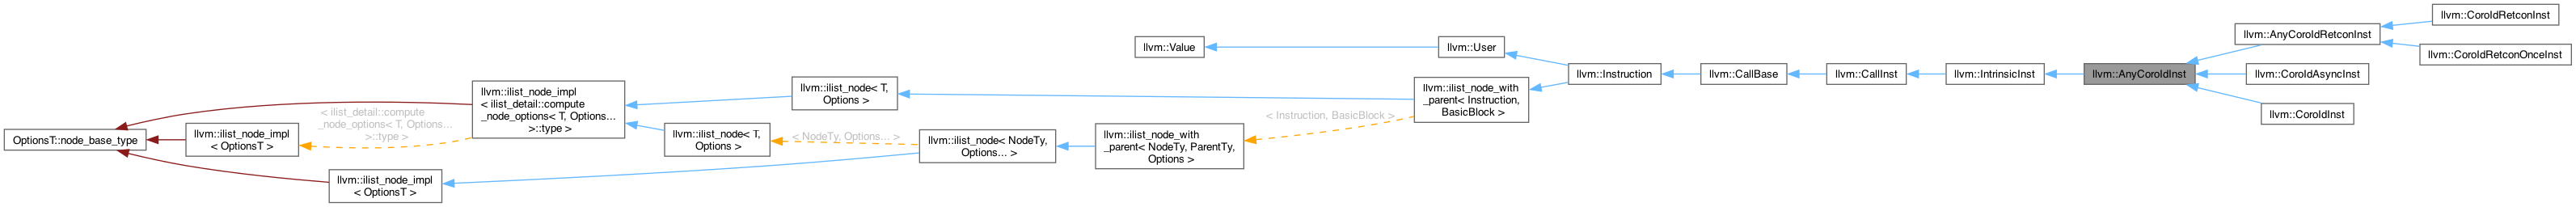 OptionsT::node_base_type
llvm::ilist_node_impl
< OptionsT >
llvm::ilist_node_impl
< OptionsT >
< ilist_detail::compute
_node_options< T, Options...
>::type >
llvm::ilist_node_impl
< ilist_detail::compute
_node_options< T, Options...
>::type >
llvm::ilist_node< T,
Options >
llvm::ilist_node< T,
Options >
< NodeTy, Options... >
llvm::ilist_node< NodeTy,
Options... >
llvm::ilist_node_with
_parent< NodeTy, ParentTy,
Options >
llvm::Value
< Instruction, BasicBlock >
llvm::User
llvm::ilist_node_with
_parent< Instruction,
BasicBlock >
llvm::Instruction
llvm::CallBase
llvm::CallInst
llvm::IntrinsicInst
llvm::AnyCoroIdInst
llvm::AnyCoroIdRetconInst
llvm::CoroIdAsyncInst
llvm::CoroIdInst
llvm::CoroIdRetconInst
llvm::CoroIdRetconOnceInst